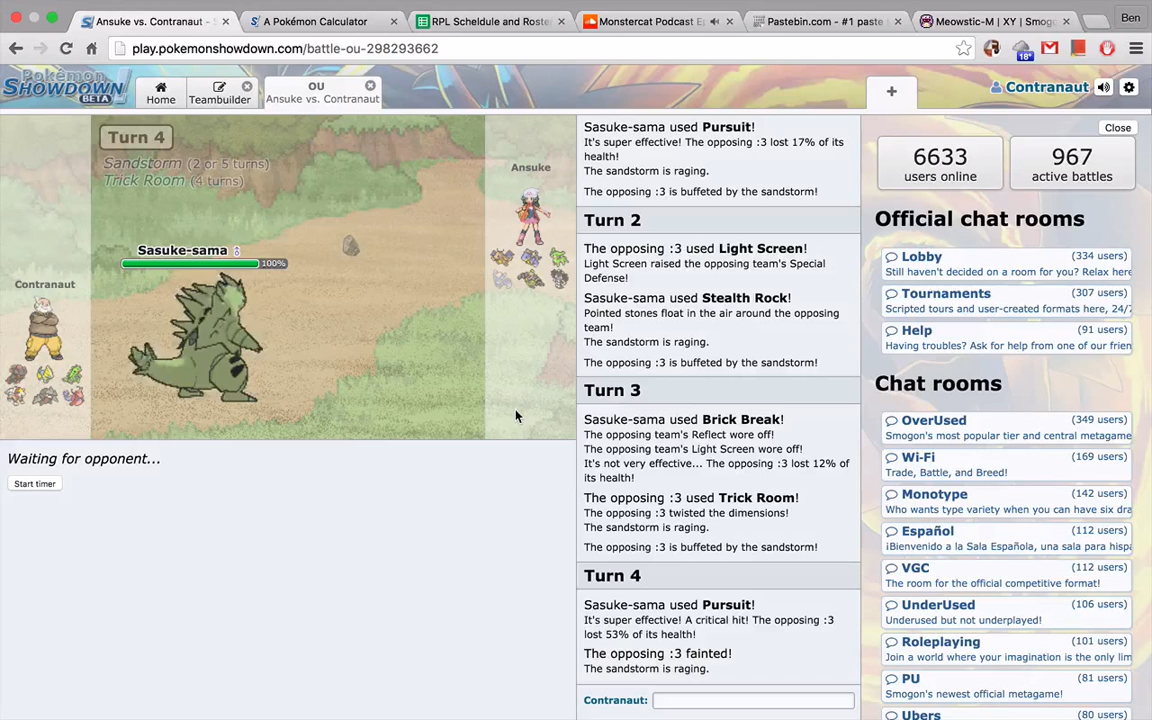 Ansuke vs. Contranaut - S
A Pokémon Calculator
RPL Scheldule and Roste
Monstercat Podcast Ep
Pastebin.com - #1 paste
Meowstic-M | XY | Smog
Ben
play.pokemonshowdown.com/battle-ou-298293662
18°
Pokémon
SHOWDOWN!
BETA
Home
Teambuilder
OU
Ansuke vs. Contranaut
+
Contranaut
Turn 4
Sandstorm (2 or 5 turns)
Trick Room (4 turns)
Ansuke
Sasuke-sama
100%
Contranaut
Waiting for opponent...
Start timer
Sasuke-sama used Pursuit!
It's super effective! The opposing :3 lost 17% of its
health!
The sandstorm is raging.
The opposing :3 is buffeted by the sandstorm!
Turn 2
The opposing :3 used Light Screen!
Light Screen raised the opposing team's Special
Defense!
Sasuke-sama used Stealth Rock!
Pointed stones float in the air around the opposing
team!
The sandstorm is raging.
The opposing :3 is buffeted by the sandstorm!
Turn 3
Sasuke-sama used Brick Break!
The opposing team's Reflect wore off!
The opposing team's Light Screen wore off!
It's not very effective... The opposing :3 lost 12% of
its health!
The opposing :3 used Trick Room!
The opposing :3 twisted the dimensions!
The sandstorm is raging.
The opposing :3 is buffeted by the sandstorm!
Turn 4
Sasuke-sama used Pursuit!
It's super effective! A critical hit! The opposing :3
lost 53% of its health!
The opposing :3 fainted!
The sandstorm is raging.
Contranaut:
Close
6633
users online
967
active battles
Official chat rooms
Lobby (334 users)
Still haven't decided on a room for you? Relax here
Tournaments (307 users)
Scripted tours and user-created formats here, 24/7
Help (91 users)
Having troubles? Ask for help from one of our frien
Chat rooms
OverUsed (349 users)
Smogon's most popular tier and central metagame
Wi-Fi (169 users)
Trade, Battle, and Breed!
Monotype (142 users)
Who wants type variety when you can have six dra
Español (112 users)
¡Bienvenido a la Sala Española, una sala para hispa
VGC (112 users)
The room for the official competitive format!
UnderUsed (106 users)
Underused but not underplayed!
Roleplaying (101 users)
Join a world where your imagination is the only lim
PU (81 users)
Smogon's newest official metagame!
Ubers (80 users)